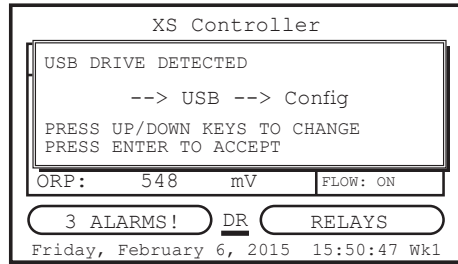 XS Controller
USB DRIVE DETECTED
--> USB --> Config
PRESS UP/DOWN KEYS TO CHANGE
PRESS ENTER TO ACCEPT
ORP: 548 mV FLOW: ON
3 ALARMS! DR RELAYS
Friday, February 6, 2015 15:50:47 Wk1